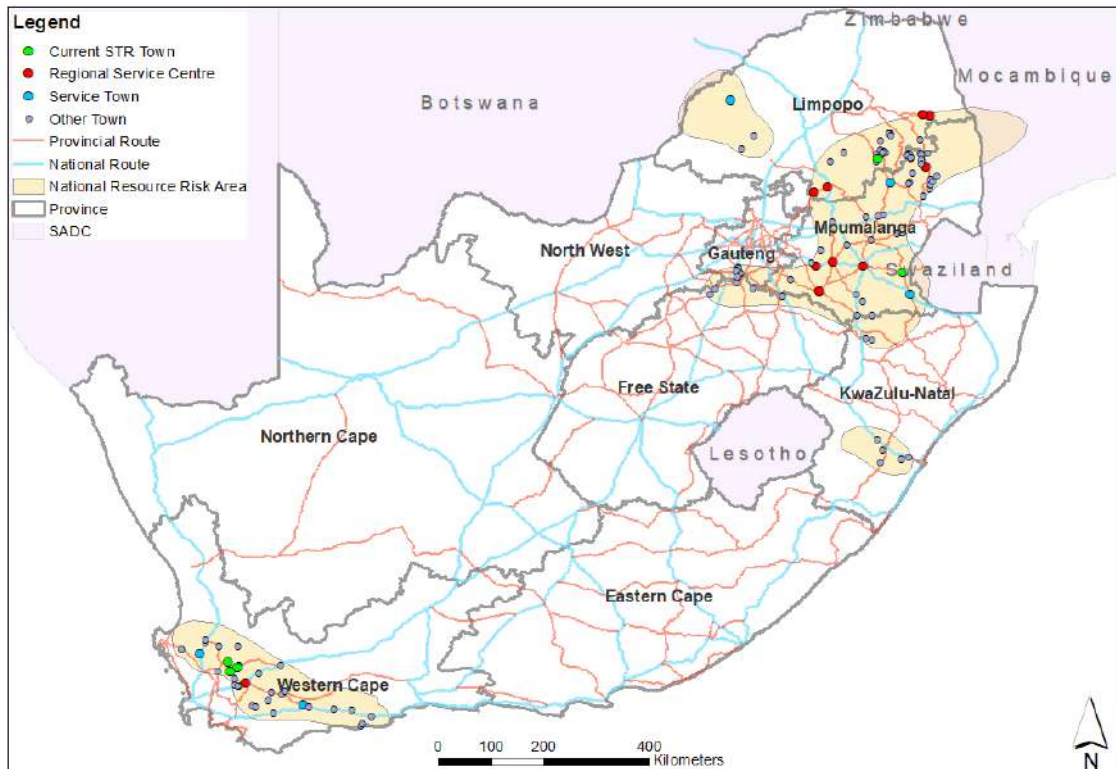 Legend
Current STR Town
Regional Service Centre
Service Town
Other Town
Provincial Route
National Route
National Resource Risk Area
Province
SADC
Zimbabwe
Mocambique
Botswana
Limpopo
North West
Gauteng
Mpumalanga
Swaziland
Free State
KwaZulu-Natal
Northern Cape
Lesotho
Eastern Cape
Western Cape
0 100 200 400
Kilometers
N